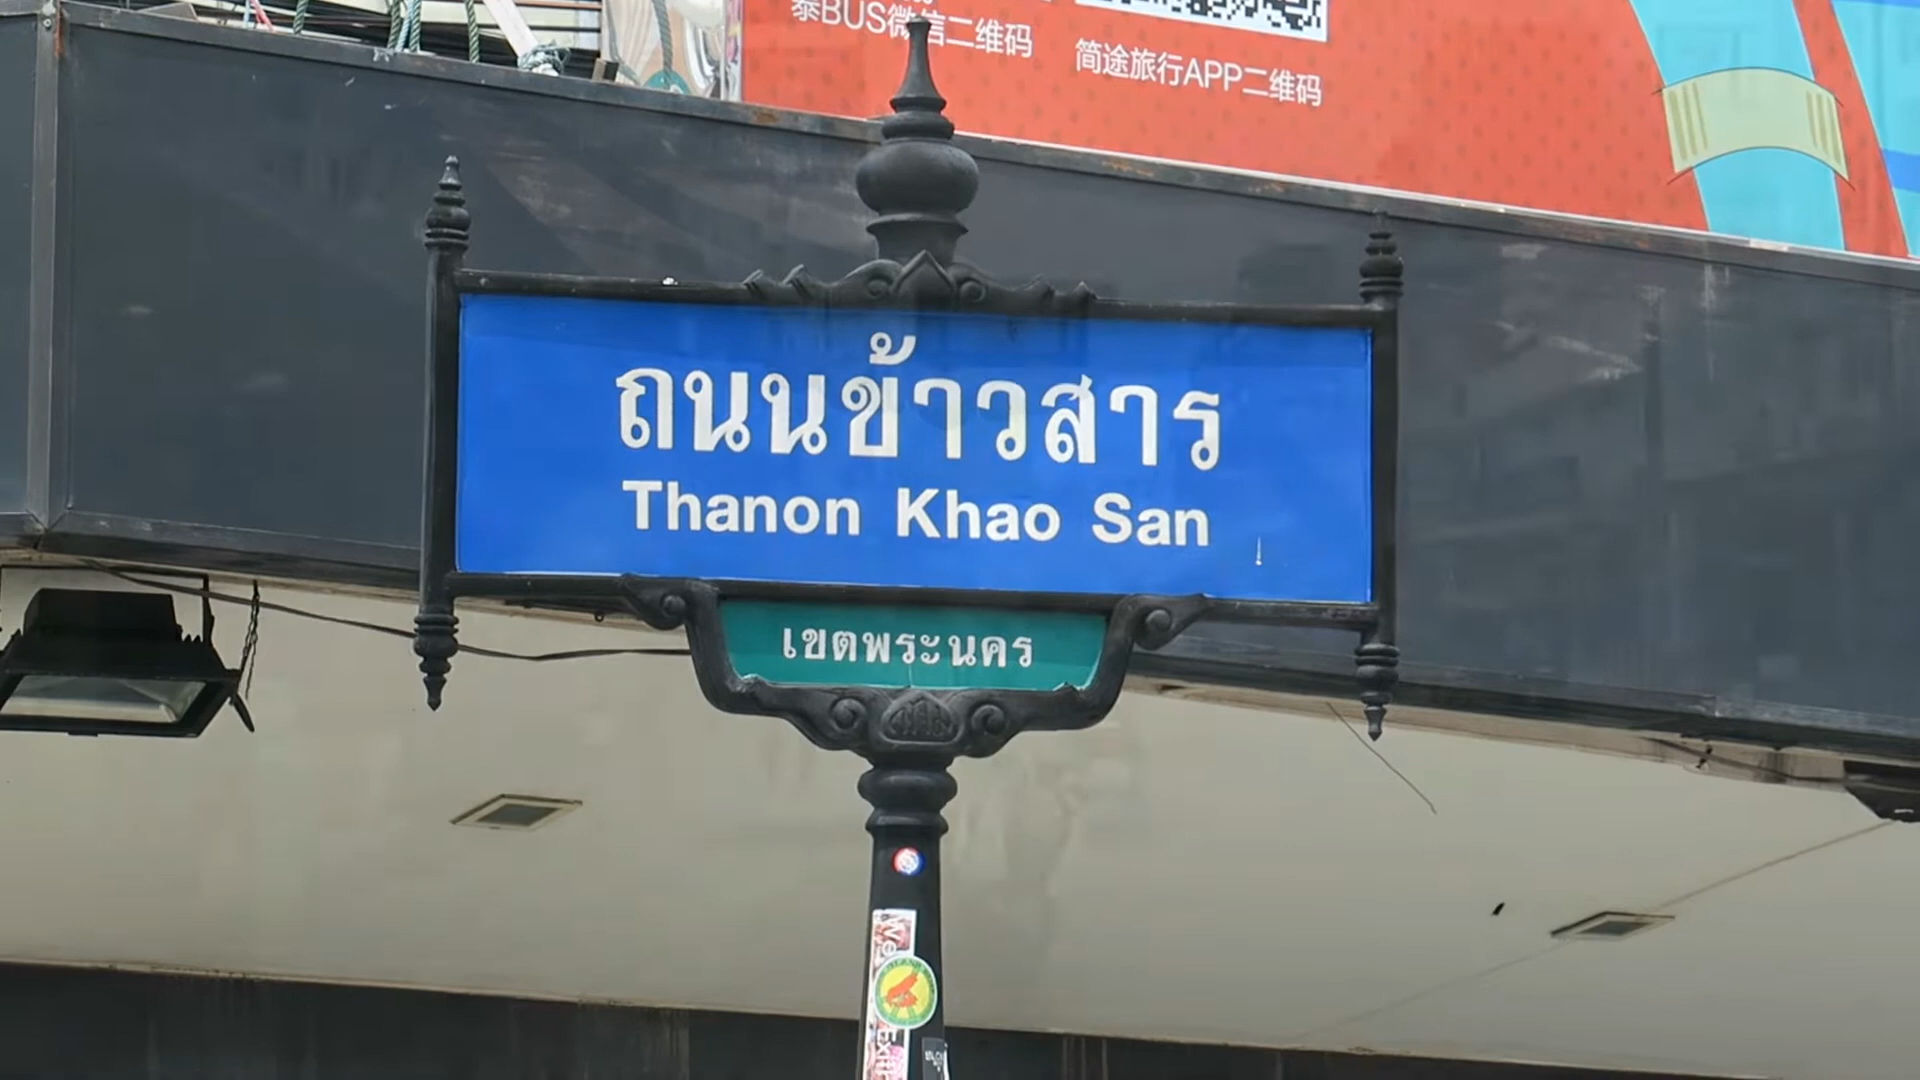 泰BUS微信二维码
简途旅行APP二维码
ถนนข้าวสาร
Thanon Khao San
เขตพระนคร